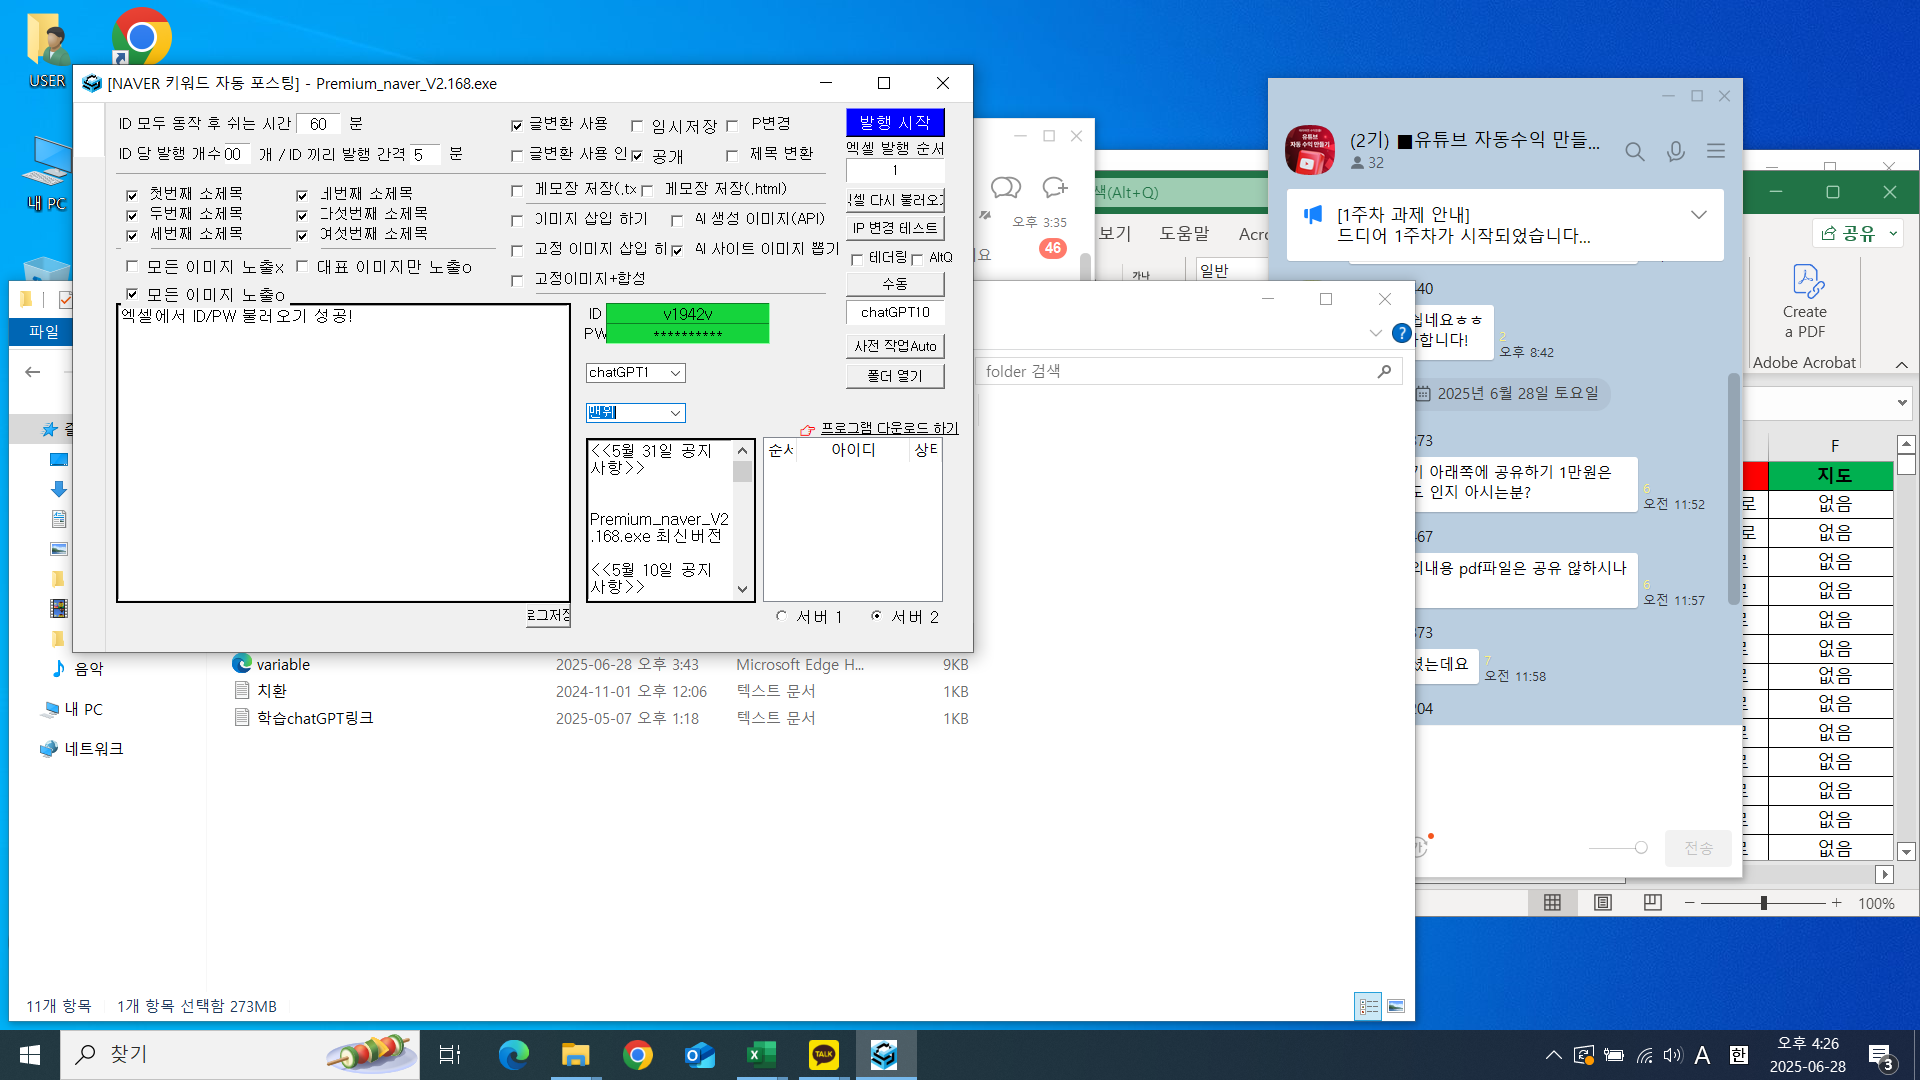 USER
내 PC
[NAVER 키워드 자동 포스팅] - Premium_naver_V2.168.exe
ID 모두 동작 후 쉬는 시간 60 분
ID 당 발행 개수 00 개 / ID 끼리 발행 간격 5 분
글변환 사용
임시저장
P변경
글변환 사용 인
공개
제목 변환
발행 시작
엑셀 발행 순서
1
IP 변경 테스트
테더링
AltQ
수동
chatGPT10
사전 작업Auto
폴더 열기
첫번째 소제목
네번째 소제목
두번째 소제목
다섯번째 소제목
세번째 소제목
여섯번째 소제목
모든 이미지 노출x
대표 이미지만 노출o
모든 이미지 노출o
메모장 저장(.tx
메모장 저장(.html)
이미지 삽입 하기
AI 생성 이미지(API)
고정 이미지 삽입 히
AI 사이트 이미지 뽑기
고정이미지+합성
엑셀에서 ID/PW 불러오기 성공!
ID v1942v
PW **********
chatGPT1
맨위
프로그램 다운로드 하기
<<5월 31일 공지
사항>>
Premium_naver_V2
.168.exe 최신버전
<<5월 10일 공지
사항>>
순서
아이디
상태
로그저장
서버 1
서버 2
파일
음악
내 PC
네트워크
variable 2025-06-28 오후 3:43 Microsoft Edge H... 9KB
치환 2024-11-01 오후 12:06 텍스트 문서 1KB
학습chatGPT링크 2025-05-07 오후 1:18 텍스트 문서 1KB
11개 항목
1개 항목 선택함 273MB
folder 검색
오후 3:35
46
색(Alt+Q)
보기
도움말
Acro
가나
일반
공유
Create
a PDF
Adobe Acrobat
(2기) ■유튜브 자동수익 만들...
32
[1주차 과제 안내]
드디어 1주차가 시작되었습니다...
40
쉽네요ㅎㅎ
합니다!
2
오후 8:42
2025년 6월 28일 토요일
373
기 아래쪽에 공유하기 1만원은
도 인지 아시는분?
6
오전 11:52
467
의내용 pdf파일은 공유 않하시나
6
오전 11:57
373
셨는데요
7
오전 11:58
204
전송
F
지도
없음
없음
없음
없음
없음
없음
없음
없음
없음
없음
없음
없음
없음
100%
찾기
TALK
A
한
오후 4:26
2025-06-28
3